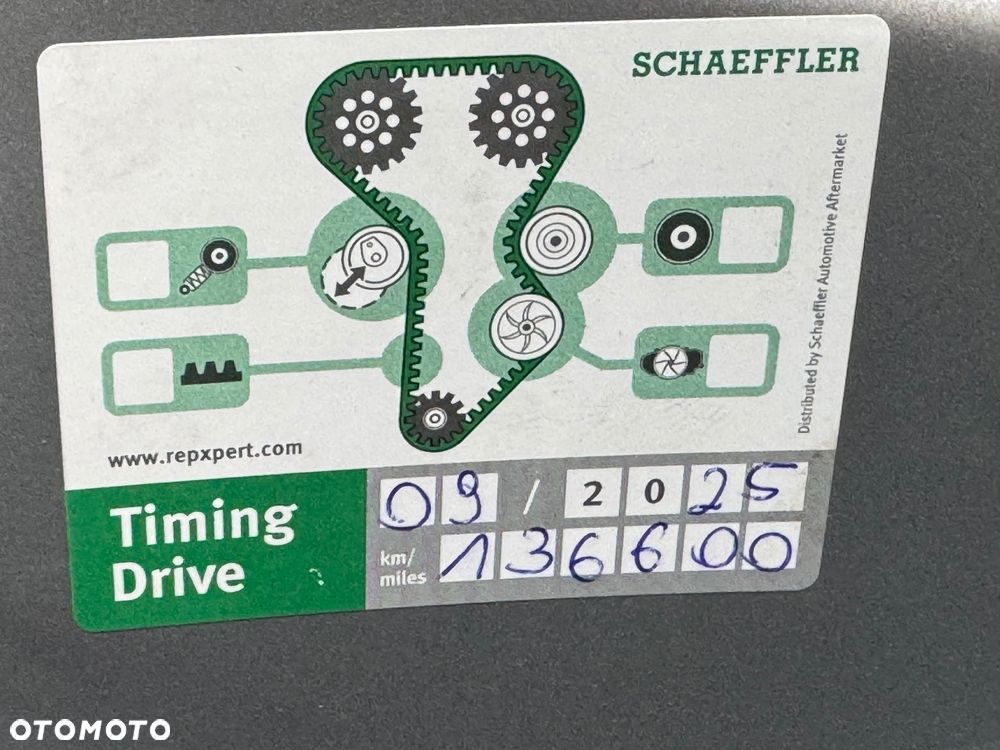 SCHAEFFLER
Distributed by Schaeffler Automotive Aftermarket
www.repxpert.com
Timing
Drive
09 / 2025
km/
miles
136600
OTOMOTO